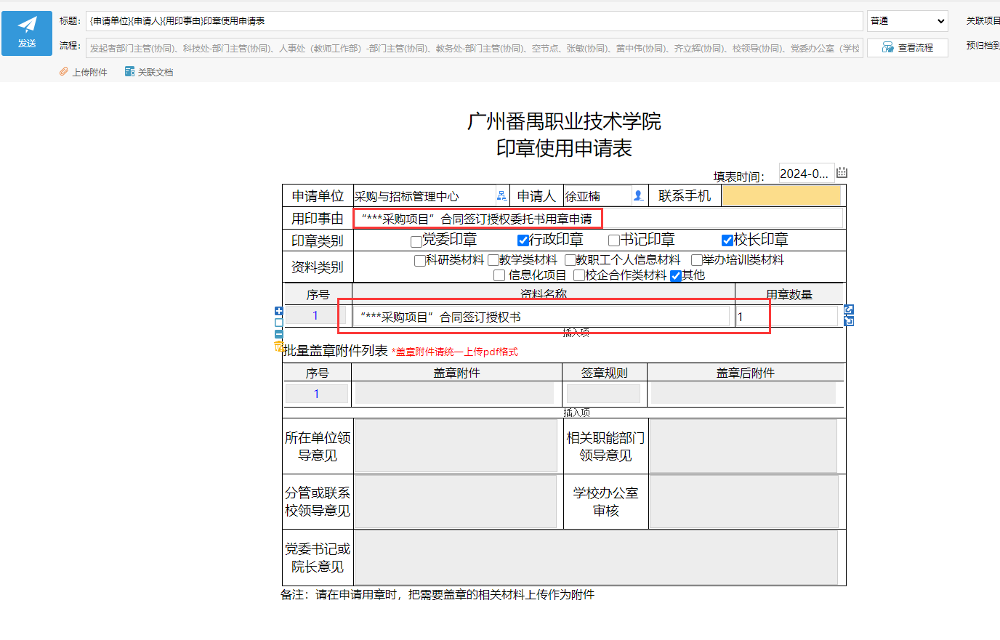 发送
标题： {申请单位}{申请人}{用印事由}印章使用申请表 普通 关联项目
流程： 发起者部门主管(协同)、科技处-部门主管(协同)、人事处（教师工作部）-部门主管(协同)、教务处-部门主管(协同)、空节点、张敏(协同)、黄中伟(协同)、齐立辉(协同)、校领导(协同)、党委办公室（学校 查看流程 预归档到
上传附件 关联文档
广州番禺职业技术学院
印章使用申请表
填表时间： 2024-0...
申请单位 采购与招标管理中心 申请人 徐亚楠 联系手机
用印事由 “***采购项目”合同签订授权委托书用章申请
印章类别 党委印章 行政印章 书记印章 校长印章
资料类别 科研类材料 教学类材料 教职工个人信息材料 举办培训类材料
信息化项目 校企合作类材料 其他
序号 资料名称 用章数量
1 “***采购项目”合同签订授权书 1
插入项
批量盖章附件列表 *盖章附件请统一上传pdf格式
序号 盖章附件 签章规则 盖章后附件
1
插入项
所在单位领导意见 相关职能部门领导意见
分管或联系校领导意见 学校办公室审核
党委书记或院长意见
备注：请在申请用章时，把需要盖章的相关材料上传作为附件